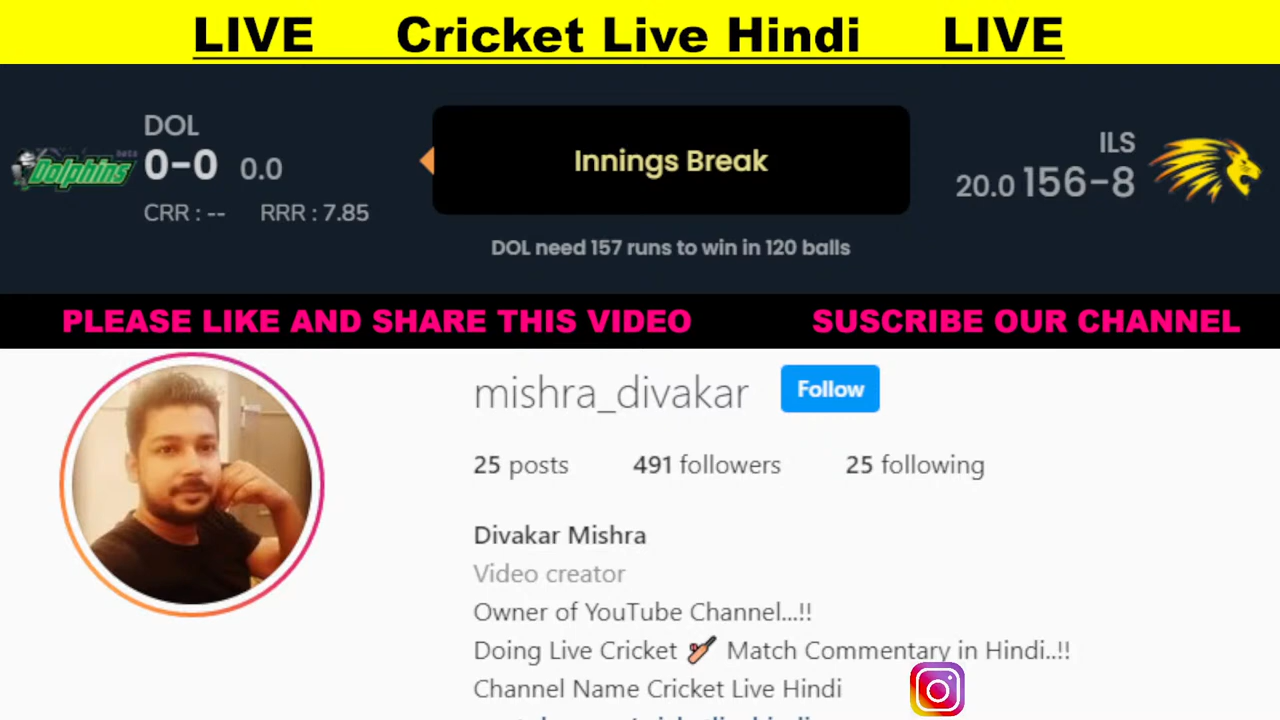 LIVE Cricket Live Hindi LIVE
DOL
0-0 0.0
CRR : -- RRR : 7.85
Dolphins
beta
Innings Break
DOL need 157 runs to win in 120 balls
ILS
20.0 156-8
PLEASE LIKE AND SHARE THIS VIDEO SUSCRIBE OUR CHANNEL
mishra_divakar Follow
25 posts 491 followers 25 following
Divakar Mishra
Video creator
Owner of YouTube Channel...!!
Doing Live Cricket 🏏 Match Commentary in Hindi..!!
Channel Name Cricket Live Hindi